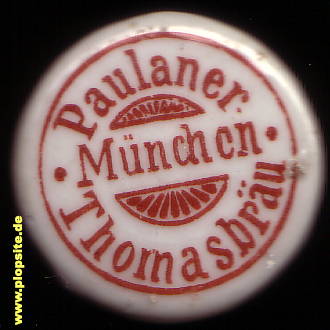 Paulaner
München
Thomasbräu
www.plopsite.de